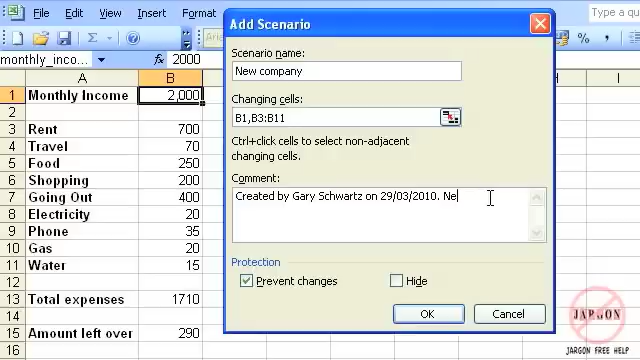 File Edit View Insert Format
Add Scenario
Type a qu
Arie
monthly_inco... 2000
Scenario name:
New company
A B H I
1 Monthly Income 2,000
Changing cells:
B1,B3:B11
2
3 Rent 700
Ctrl+click cells to select non-adjacent
changing cells.
4 Travel 70
5 Food 250
Comment:
6 Shopping 200
Created by Gary Schwartz on 29/03/2010. Ne
7 Going Out 400
8 Electricity 20
9 Phone 35
10 Gas 20
11 Water 15
Protection
Prevent changes Hide
12
13 Total expenses 1710
OK Cancel
14
15 Amount left over 290
16
JARGON
JARGON FREE HELP